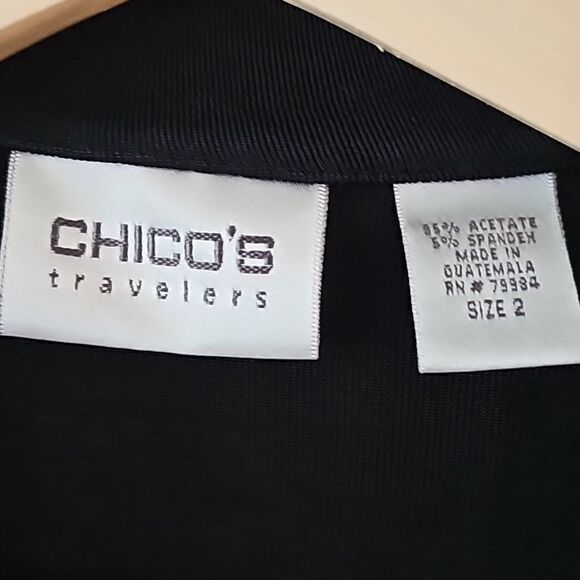 CHICO'S
travelers
95% ACETATE
5% SPANDEX
MADE IN
GUATEMALA
RN # 79984
SIZE 2